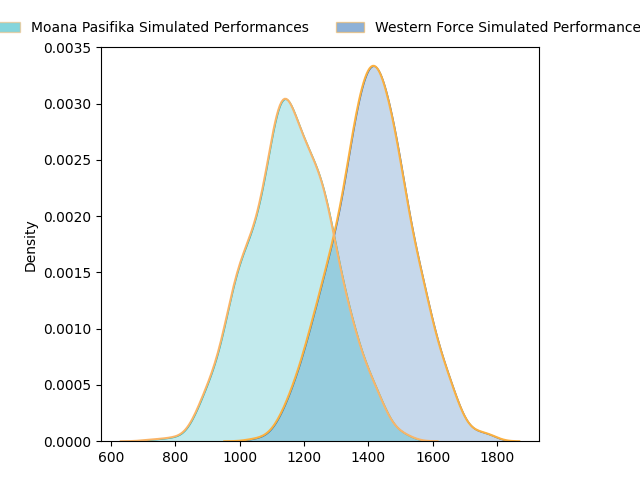 Moana Pasifika Simulated Performances Western Force Simulated Performance
0.0035
0.0030
0.0025
0.0020
0.0015
0.0010
0.0005
0.0000
Density
600 800 1000 1200 1400 1600 1800